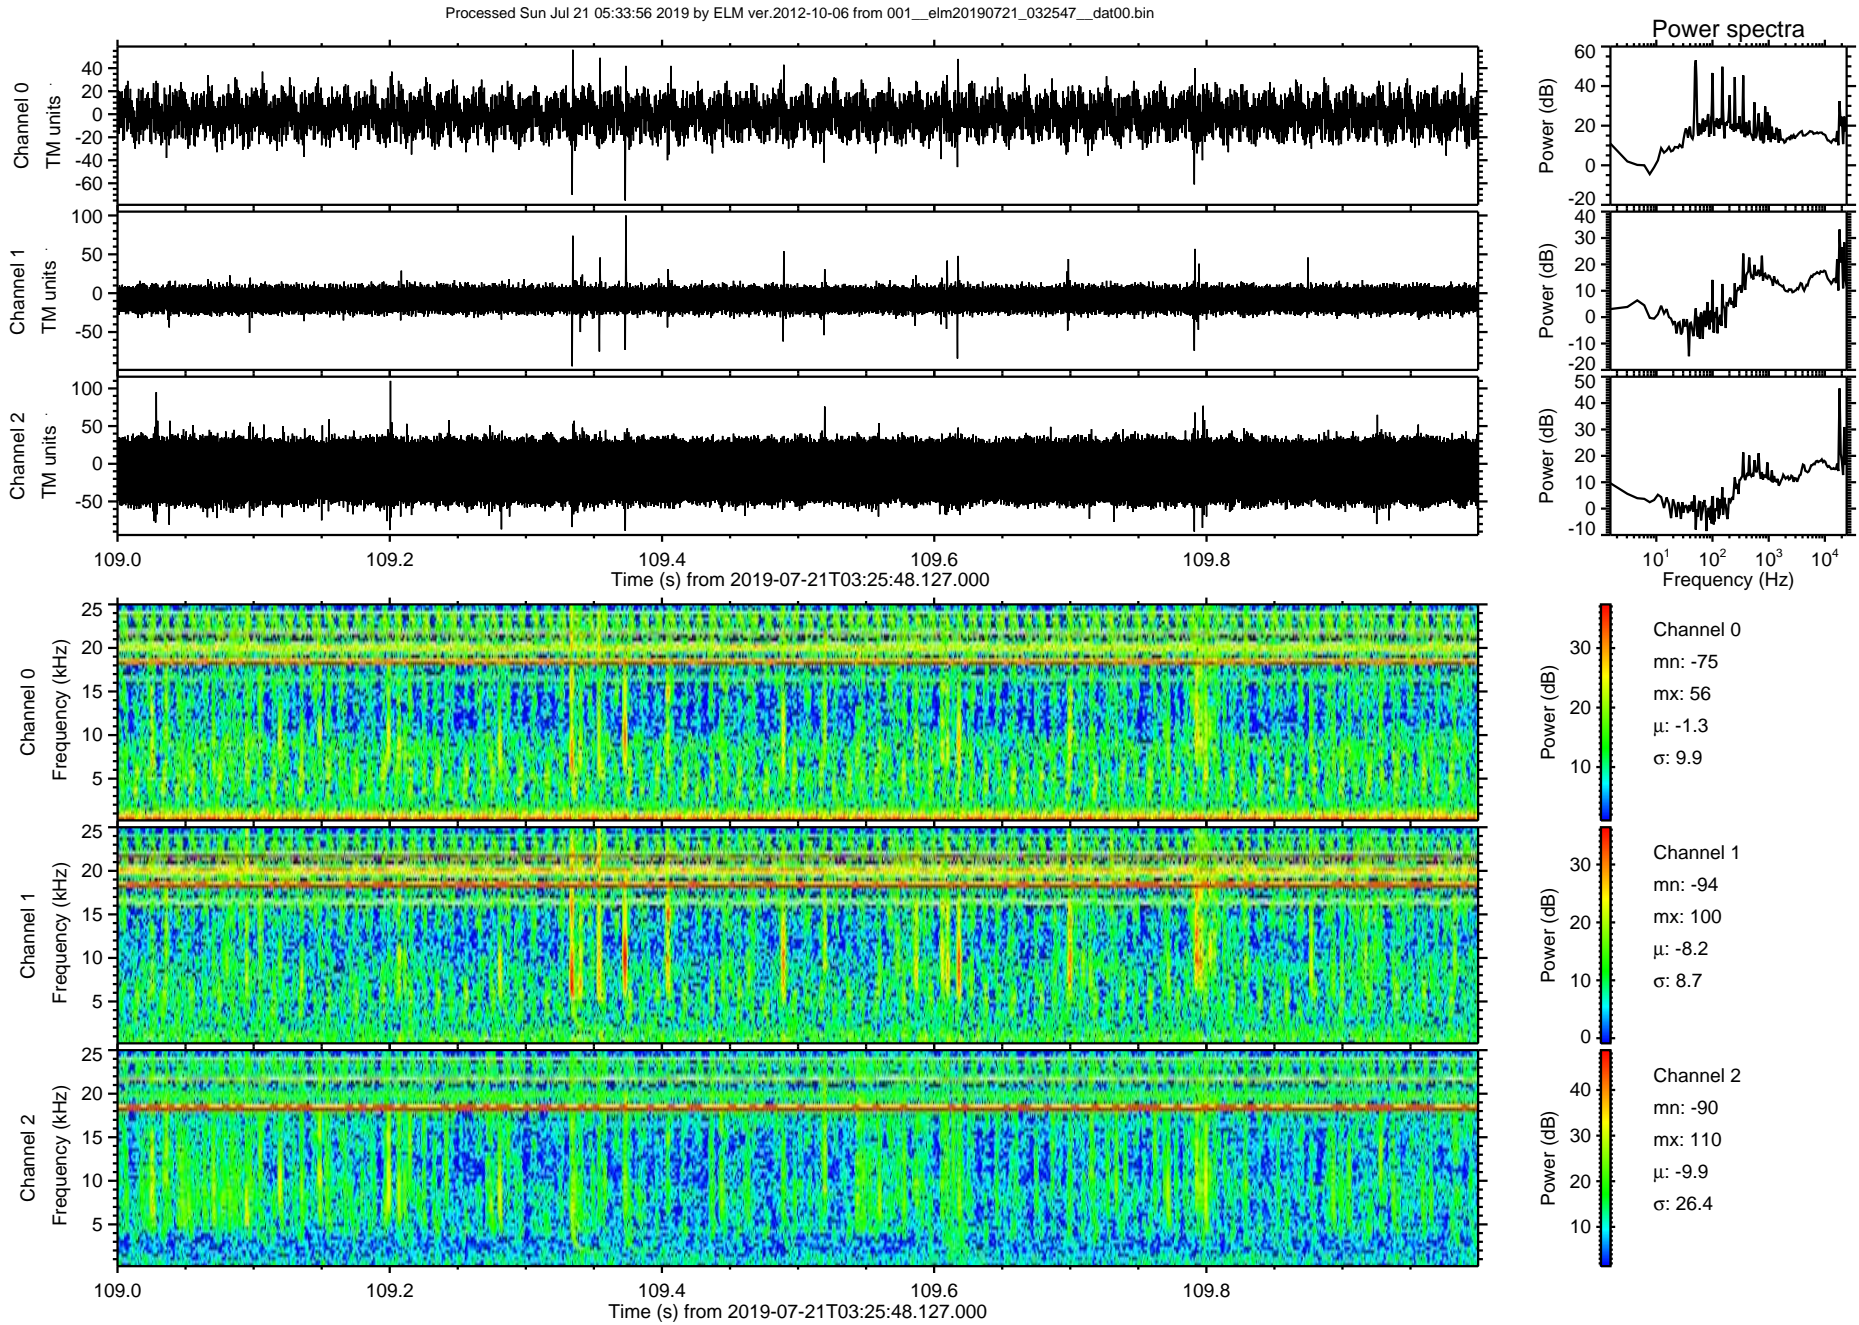 Processed Sun Jul 21 05:33:56 2019 by ELM ver.2012-10-06 from 001__elm20190721_032547__dat00.bin
Power spectra
Channel 0
TM units
40
20
0
-20
-40
-60
Power (dB)
60
40
20
0
-20
Channel 1
TM units
100
50
0
-50
Power (dB)
40
30
20
10
0
-10
-20
Channel 2
TM units
100
50
0
-50
Power (dB)
50
40
30
20
10
0
-10
109.0 109.2 109.4 109.6 109.8
Time (s) from 2019-07-21T03:25:48.127.000
10¹ 10² 10³ 10⁴
Frequency (Hz)
Channel 0
Frequency (kHz)
25
20
15
10
5
Power (dB)
30
20
10
Channel 0
mn: -75
mx: 56
μ: -1.3
σ: 9.9
Channel 1
Frequency (kHz)
25
20
15
10
5
Power (dB)
30
20
10
0
Channel 1
mn: -94
mx: 100
μ: -8.2
σ: 8.7
Channel 2
Frequency (kHz)
25
20
15
10
5
Power (dB)
40
30
20
10
Channel 2
mn: -90
mx: 110
μ: -9.9
σ: 26.4
109.0 109.2 109.4 109.6 109.8
Time (s) from 2019-07-21T03:25:48.127.000